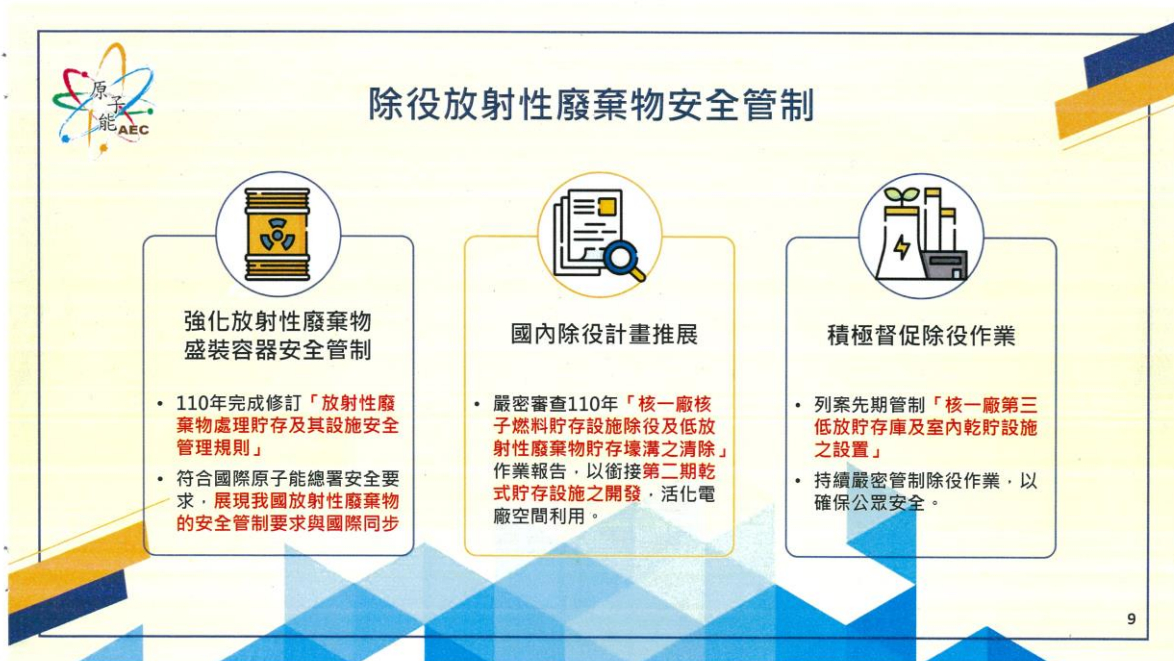 原子能
AEC
除役放射性廢棄物安全管制
強化放射性廢棄物
盛裝容器安全管制
• 110年完成修訂「放射性廢
棄物處理貯存及其設施安全
管理規則」
• 符合國際原子能總署安全要
求，展現我國放射性廢棄物
的安全管制要求與國際同步
國內除役計畫推展
• 嚴密審查110年「核一廠核
子燃料貯存設施除役及低放
射性廢棄物貯存壕溝之清除」
作業報告，以銜接第二期乾
式貯存設施之開發，活化電
廠空間利用。
積極督促除役作業
• 列案先期管制「核一廠第三
低放貯存庫及室內乾貯設施
之設置」
• 持續嚴密管制除役作業，以
確保公眾安全。
9